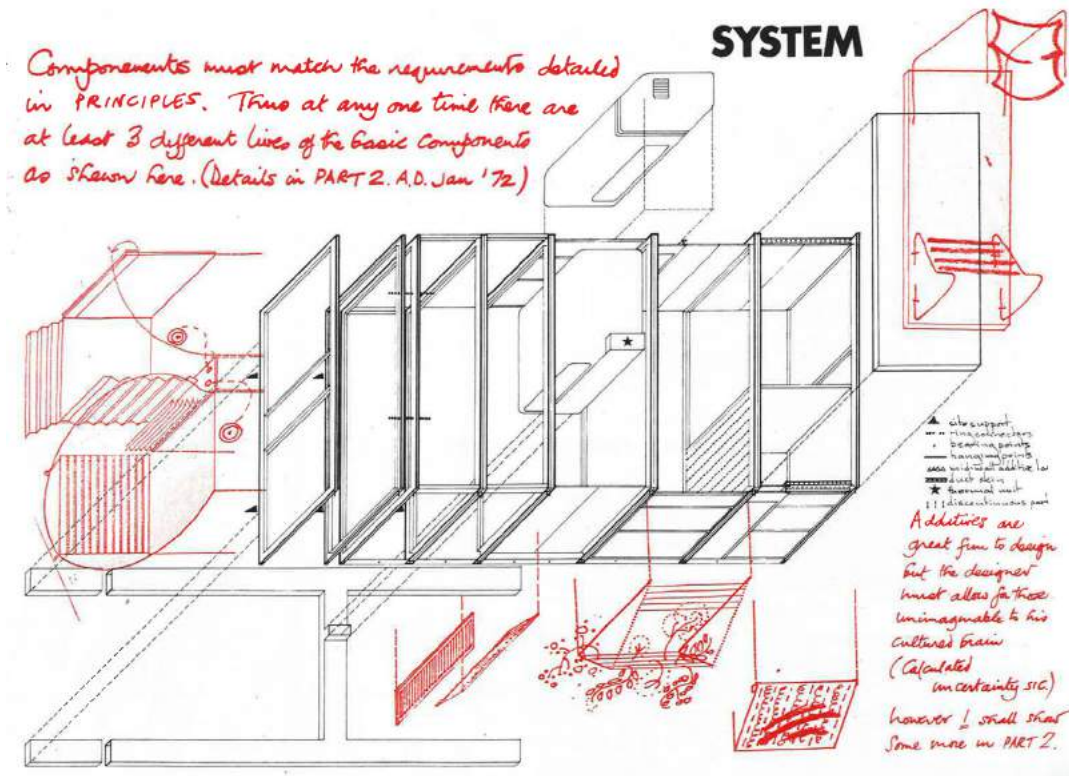 SYSTEM
Components must match the requirements detailed
in PRINCIPLES. Thus at any one time there are
at least 3 different lives of the basic components
as shown here. (Details in PART 2. A.D. Jan '72)
site support
ring connectors
bearing points
hanging points
mid-wall additive
duct skin
thermal unit
discontinuous
Additives are
great fun to design
but the designer
must allow for those
unimaginable to his
cultured brain
(Calculated
uncertainty SIC.)
however I shall show
some more in PART 2.